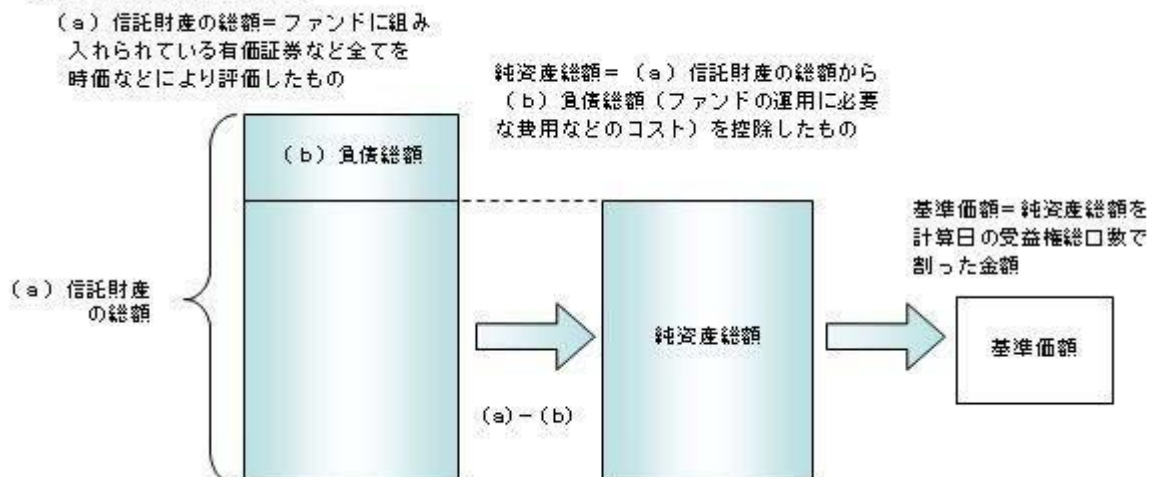 （a）信託財産の総額＝ファンドに組み
入れられている有価証券など全てを
時価などにより評価したもの
純資産総額＝（a）信託財産の総額から
（b）負債総額（ファンドの運用に必要
な費用などのコスト）を控除したもの
（b）負債総額
基準価額＝純資産総額を
計算日の受益権総口数で
割った金額
（a）信託財産
の総額
純資産総額
基準価額
（a）－（b）